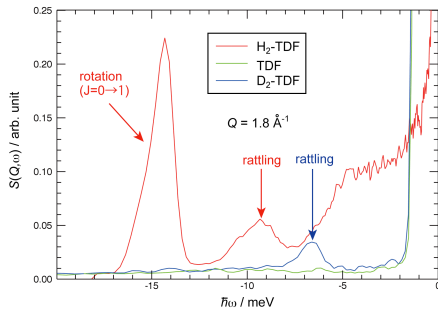 0.25
0.20
0.15
0.10
0.05
0.00
S(Q,ω) / arb. unit
H2-TDF
TDF
D2-TDF
rotation
(J=0→1)
Q = 1.8 Å-1
rattling
rattling
-15
-10
-5
0
ħω / meV